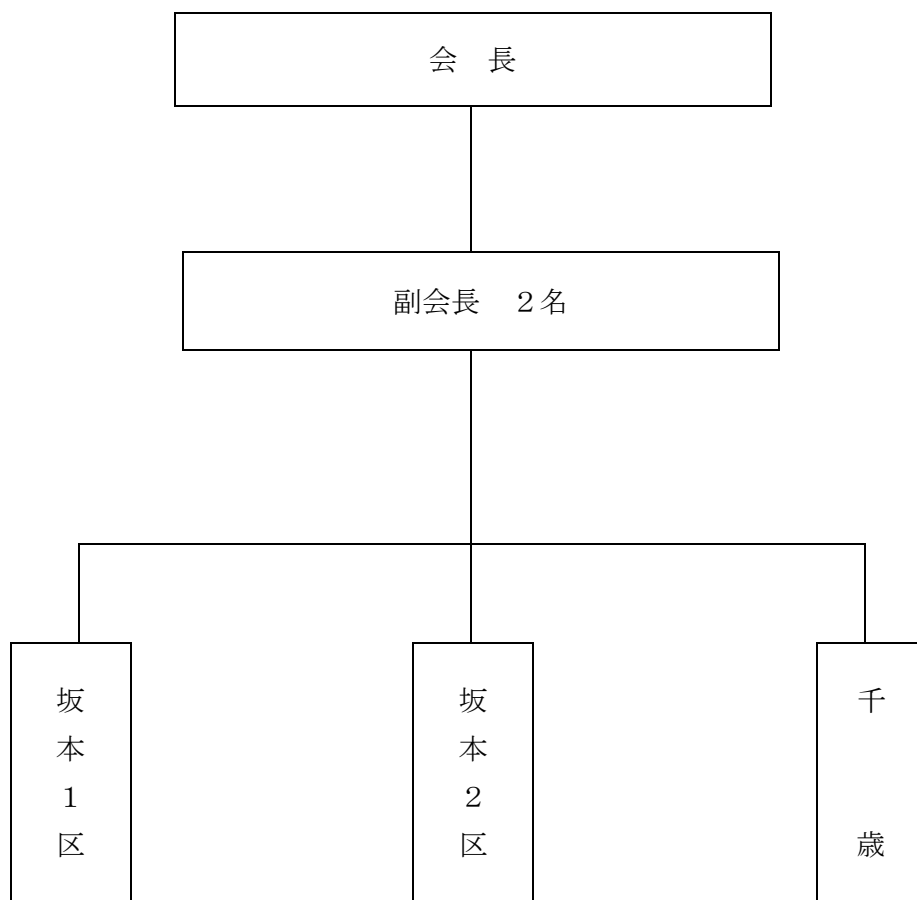 会　長
副会長　２名
坂本１区
坂本２区
千　歳